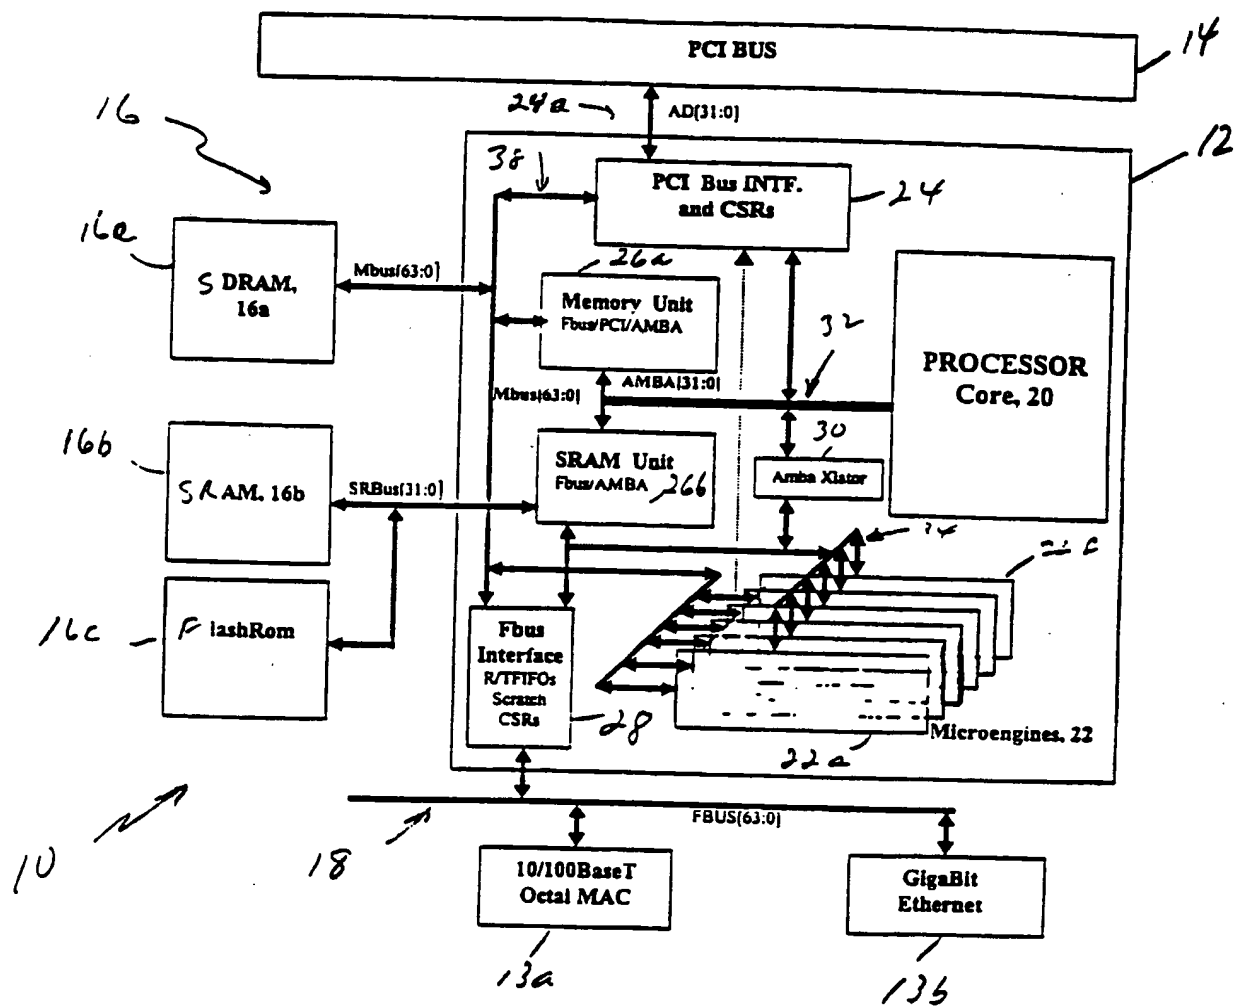 PCI BUS
14
16
24a
AD[31:0]
12
38
PCI Bus INTF.
and CSRs
24
16a
Mbus[63:0]
S DRAM,
16a
26a
Memory Unit
Fbus/PCI/AMBA
32
PROCESSOR
Core, 20
Mbus[63:0]
AMBA[31:0]
16b
SRAM, 16b
SRBus[31:0]
SRAM Unit
Fbus/AMBA
26b
30
Amba Xlator
34
16c
F lashRom
Fbus
Interface
R/TFIFOs
Scratch
CSRs
28
22a
Microengines, 22
10
18
FBUS[63:0]
10/100BaseT
Octal MAC
GigaBit
Ethernet
13a
13b